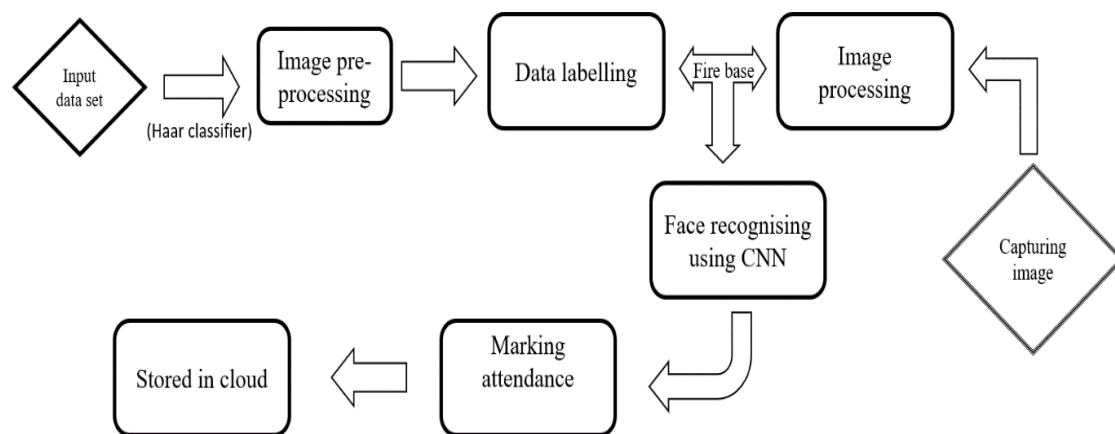 Input
data set
(Haar classifier)
Image pre-
processing
Data labelling
Fire base
Image
processing
Capturing
image
Face recognising
using CNN
Marking
attendance
Stored in cloud